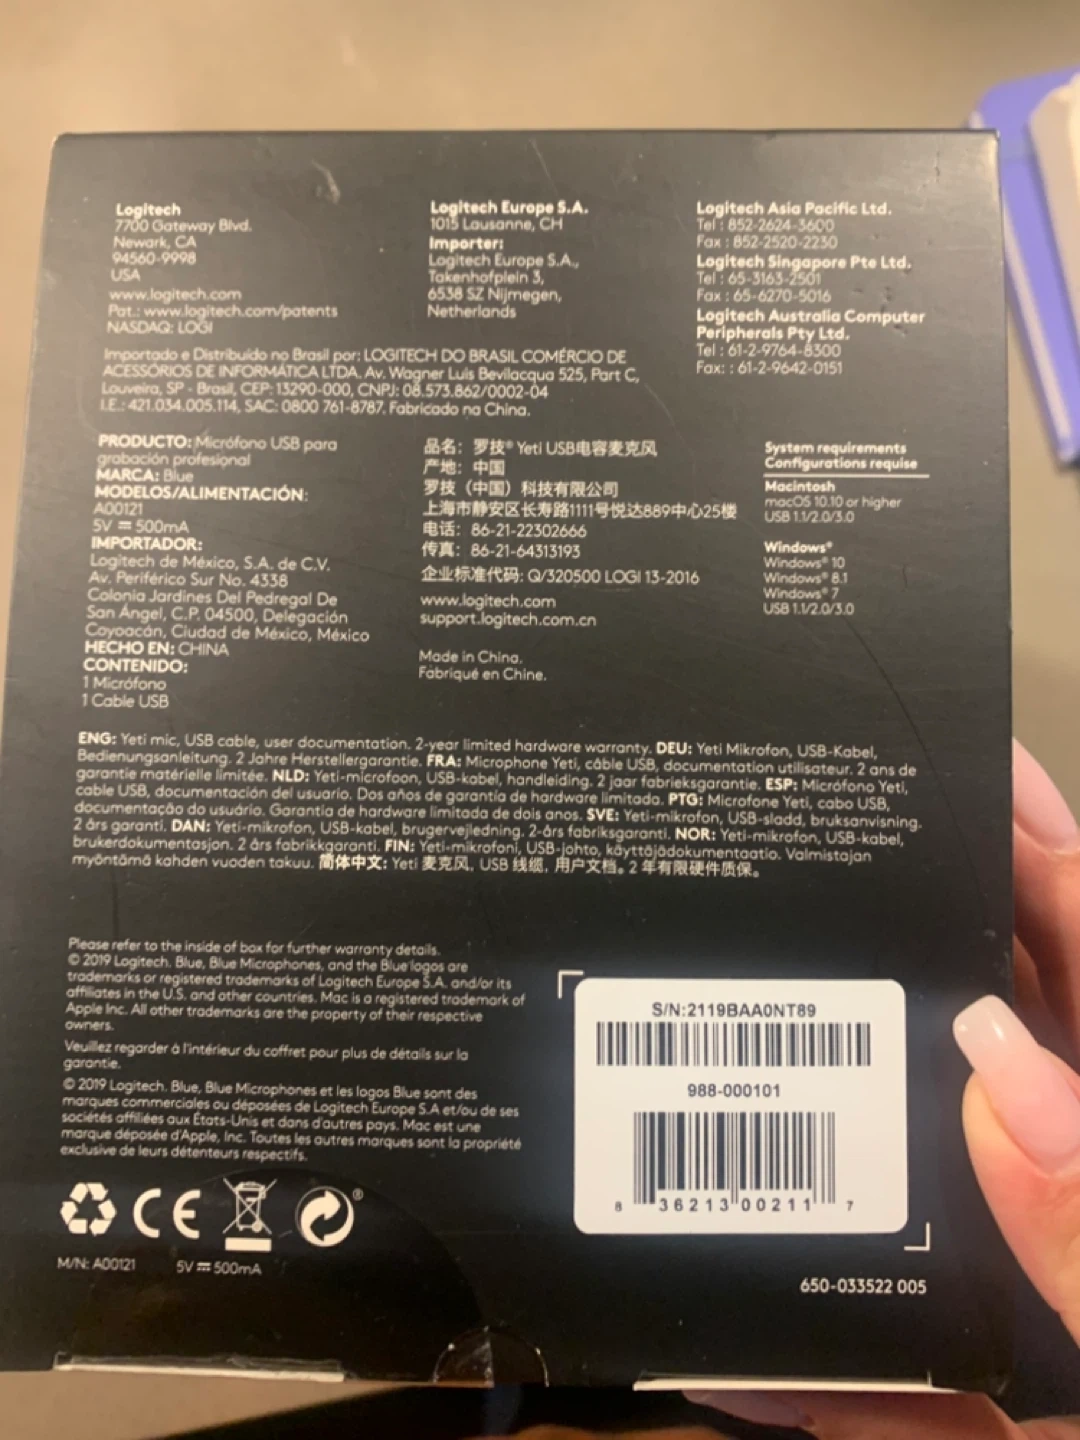 Logitech
7700 Gateway Blvd.
Newark, CA
94560-9998
USA
www.logitech.com
Pat.: www.logitech.com/patents
NASDAQ: LOGI
Logitech Europe S.A.
1015 Lausanne, CH
Importer:
Logitech Europe S.A.,
Takenhofplein 3,
6538 SZ Nijmegen,
Netherlands
Logitech Asia Pacific Ltd.
Tel : 852-2624-3600
Fax : 852-2520-2230
Logitech Singapore Pte Ltd.
Tel : 65-3163-2501
Fax : 65-6270-5016
Logitech Australia Computer
Peripherals Pty Ltd.
Tel : 61-2-9764-8300
Fax: : 61-2-9642-0151
Importado e Distribuído no Brasil por: LOGITECH DO BRASIL COMÉRCIO DE
ACESSÓRIOS DE INFORMÁTICA LTDA. Av. Wagner Luis Bevilacqua 525, Part C,
Louveira, SP - Brasil, CEP: 13290-000, CNPJ: 08.573.862/0002-04
I.E.: 421.034.005.114, SAC: 0800 761-8787. Fabricado na China.
PRODUCTO: Micrófono USB para
grabación profesional
MARCA: Blue
MODELOS/ALIMENTACIÓN:
A00121
5V ⎓ 500mA
IMPORTADOR:
Logitech de México, S.A. de C.V.
Av. Periférico Sur No. 4338
Colonia Jardines Del Pedregal De
San Ángel, C.P. 04500, Delegación
Coyoacán, Ciudad de México, México
HECHO EN: CHINA
CONTENIDO:
1 Micrófono
1 Cable USB
品名： 罗技® Yeti USB电容麦克风
产地： 中国
罗技（中国）科技有限公司
上海市静安区长寿路1111号悦达889中心25楼
电话： 86-21-22302666
传真： 86-21-64313193
企业标准代码: Q/320500 LOGI 13-2016
www.logitech.com
support.logitech.com.cn
Made in China.
Fabriqué en Chine.
System requirements
Configurations requise
Macintosh
macOS 10.10 or higher
USB 1.1/2.0/3.0
Windows®
Windows® 10
Windows® 8.1
Windows® 7
USB 1.1/2.0/3.0
ENG: Yeti mic, USB cable, user documentation. 2-year limited hardware warranty. DEU: Yeti Mikrofon, USB-Kabel,
Bedienungsanleitung. 2 Jahre Herstellergarantie. FRA: Microphone Yeti, câble USB, documentation utilisateur. 2 ans de
garantie matérielle limitée. NLD: Yeti-microfoon, USB-kabel, handleiding. 2 jaar fabrieksgarantie. ESP: Micrófono Yeti,
cable USB, documentación del usuario. Dos años de garantía de hardware limitada. PTG: Microfone Yeti, cabo USB,
documentação do usuário. Garantia de hardware limitada de dois anos. SVE: Yeti-mikrofon, USB-sladd, bruksanvisning.
2 års garanti. DAN: Yeti-mikrofon, USB-kabel, brugervejledning. 2-års fabriksgaranti. NOR: Yeti-mikrofon, USB-kabel,
brukerdokumentasjon. 2 års fabrikkgaranti. FIN: Yeti-mikrofoni, USB-johto, käyttäjädokumentaatio. Valmistajan
myöntämä kahden vuoden takuu. 简体中文: Yeti 麦克风, USB 线缆, 用户文档。2 年有限硬件质保。
Please refer to the inside of box for further warranty details.
© 2019 Logitech. Blue, Blue Microphones, and the Blue logos are
trademarks or registered trademarks of Logitech Europe S.A. and/or its
affiliates in the U.S. and other countries. Mac is a registered trademark of
Apple Inc. All other trademarks are the property of their respective
owners.
Veuillez regarder à l'intérieur du coffret pour plus de détails sur la
garantie.
© 2019 Logitech. Blue, Blue Microphones et les logos Blue sont des
marques commerciales ou déposées de Logitech Europe S.A et/ou de ses
sociétés affiliées aux États-Unis et dans d'autres pays. Mac est une
marque déposée d'Apple, Inc. Toutes les autres marques sont la propriété
exclusive de leurs détenteurs respectifs.
CE
®
M/N: A00121 5V ⎓ 500mA
S/N:2119BAA0NT89
988-000101
8 36213 00211 7
650-033522 005